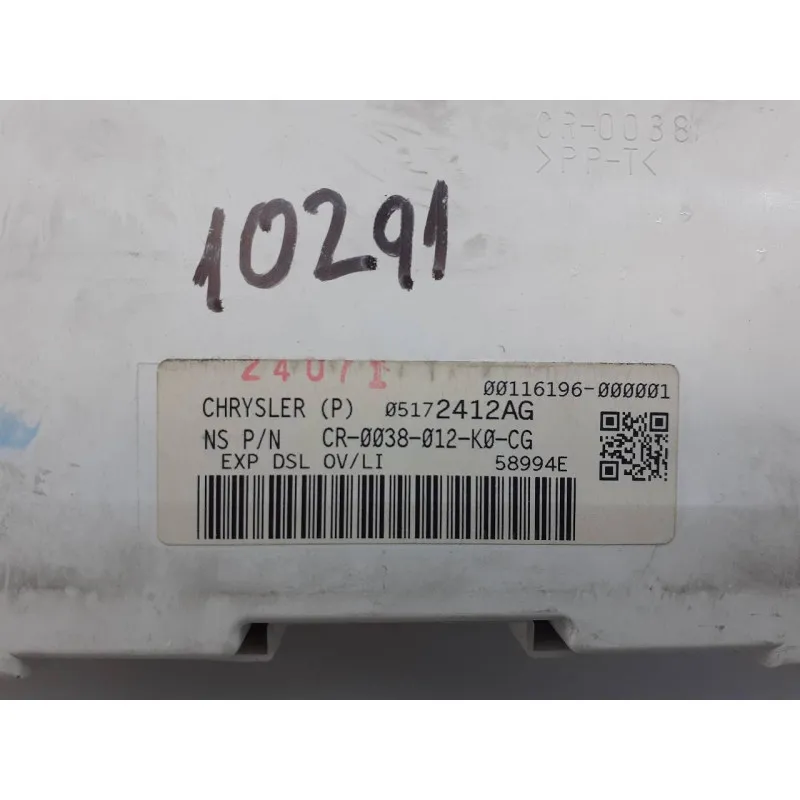 CR-0038
>PP-T<
10291
24071
00116196-000001
CHRYSLER (P) 05172412AG
NS P/N CR-0038-012-K0-CG
EXP DSL OV/LI 58994E